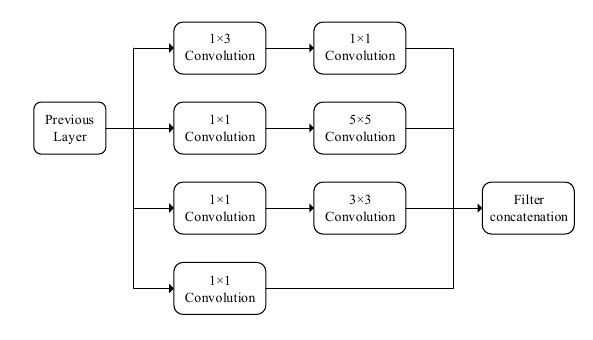 1×3
Convolution
1×1
Convolution
Previous
Layer
1×1
Convolution
5×5
Convolution
1×1
Convolution
3×3
Convolution
Filter
concatenation
1×1
Convolution